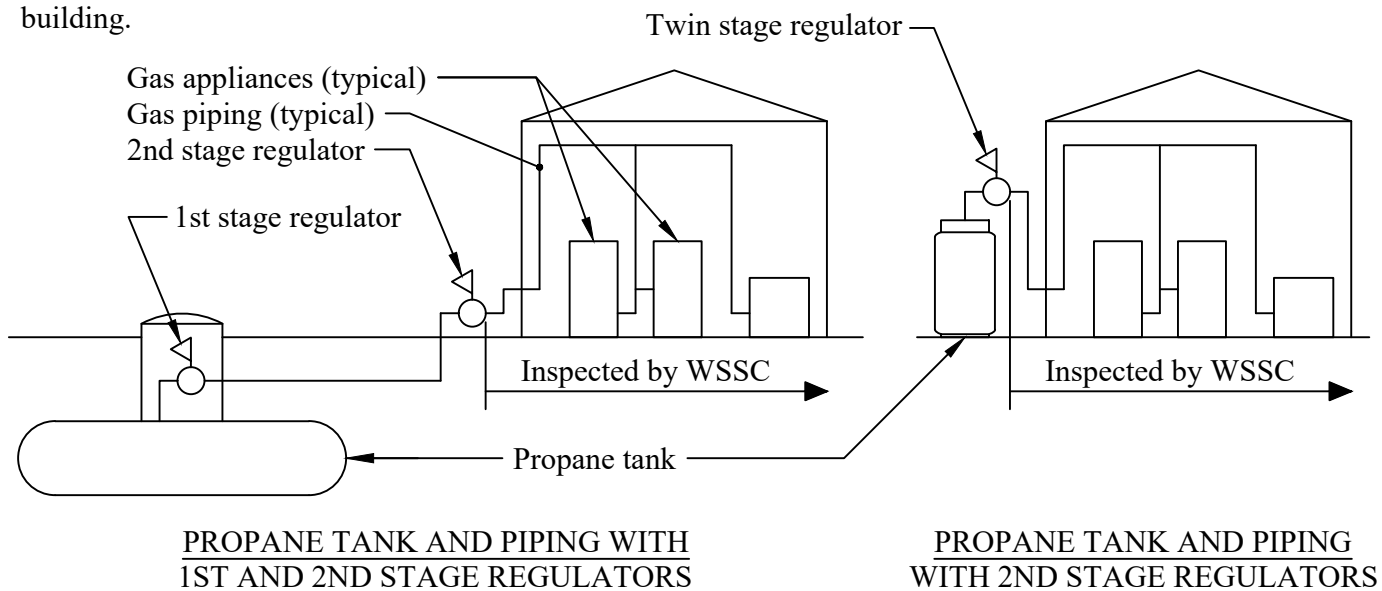 building.
Twin stage regulator
Gas appliances (typical)
Gas piping (typical)
2nd stage regulator
1st stage regulator
Inspected by WSSC
Inspected by WSSC
Propane tank
PROPANE TANK AND PIPING WITH
1ST AND 2ND STAGE REGULATORS
PROPANE TANK AND PIPING
WITH 2ND STAGE REGULATORS